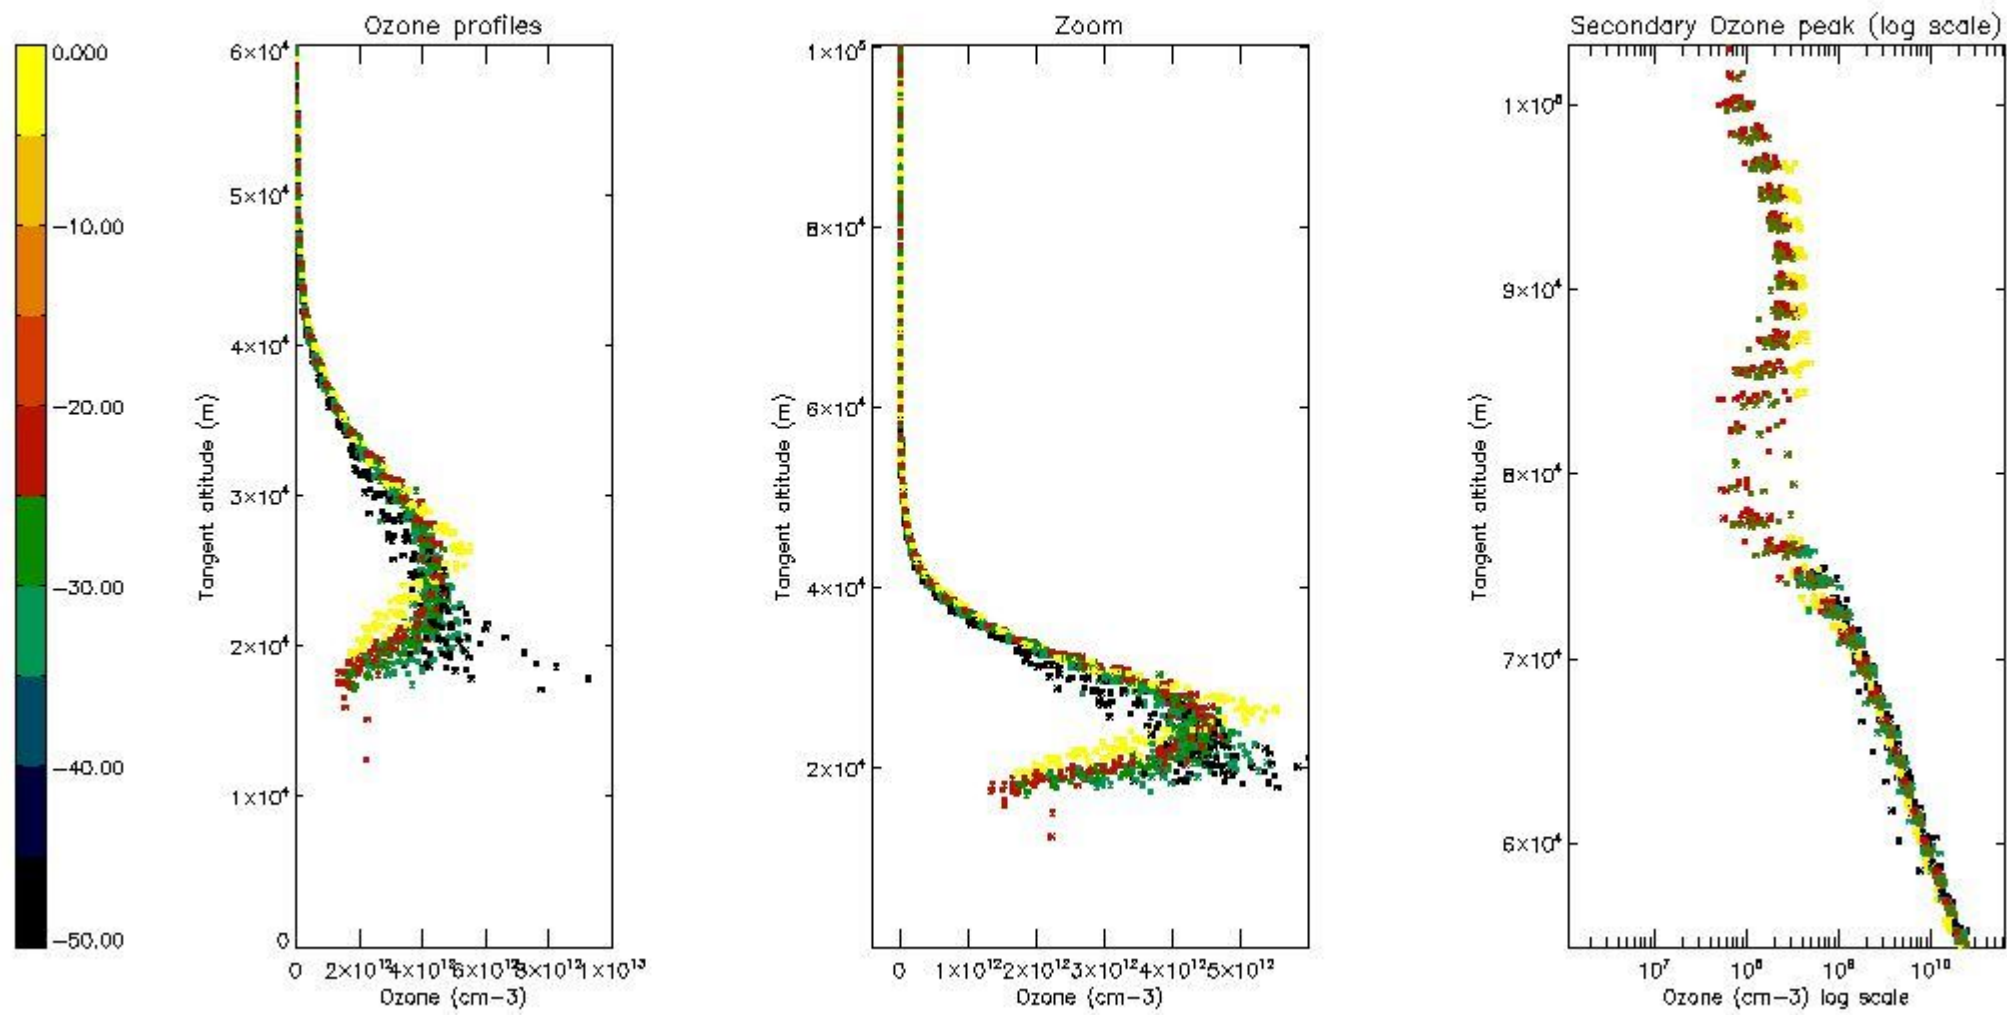 Ozone profiles
0.000
−10.00
−20.00
−30.00
−40.00
−50.00
6×10⁴
5×10⁴
4×10⁴
3×10⁴
2×10⁴
1×10⁴
0
Tangent altitude (m)
0 2×10¹² 4×10¹² 6×10¹² 8×10¹² 1×10¹³
Ozone (cm−3)
Zoom
1×10⁵
8×10⁴
6×10⁴
4×10⁴
2×10⁴
Tangent altitude (m)
0 1×10¹² 2×10¹² 3×10¹² 4×10¹² 5×10¹²
Ozone (cm−3)
Secondary Ozone peak (log scale)
1×10⁵
9×10⁴
8×10⁴
7×10⁴
6×10⁴
Tangent altitude (m)
10⁷ 10⁸ 10⁹ 10¹⁰
Ozone (cm−3) log scale